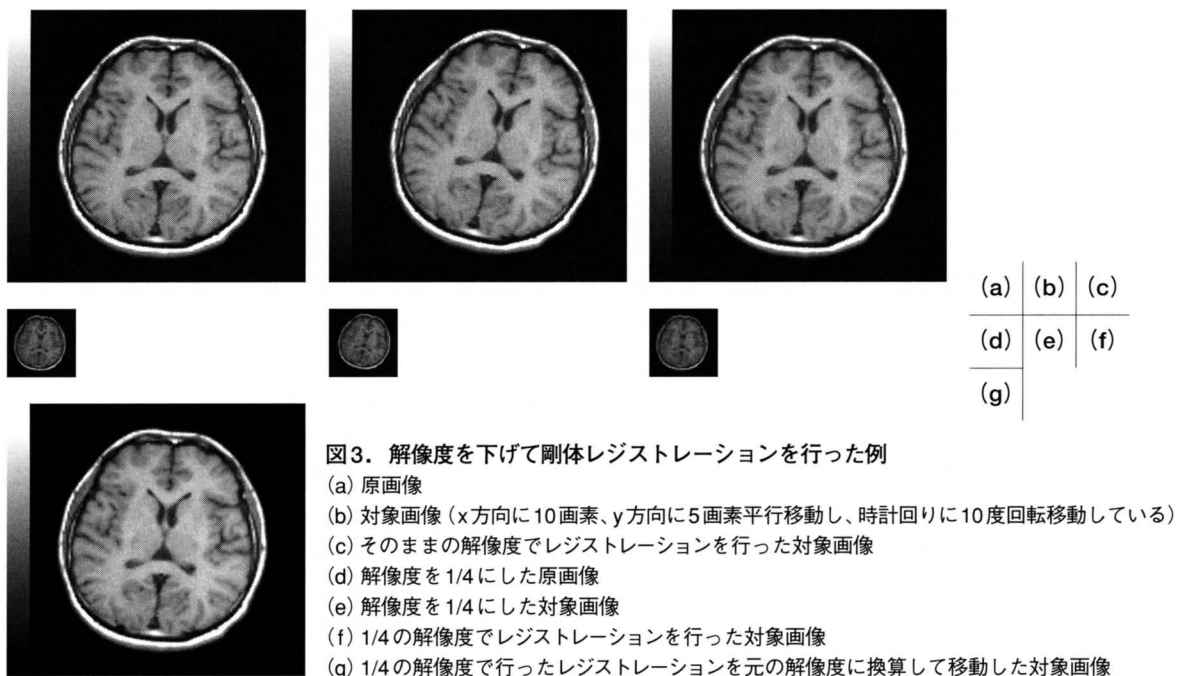 (a) (b) (c)
(d) (e) (f)
(g)
図3. 解像度を下げて剛体レジストレーションを行った例
(a) 原画像
(b) 対象画像（x方向に10画素、y方向に5画素平行移動し、時計回りに10度回転移動している）
(c) そのままの解像度でレジストレーションを行った対象画像
(d) 解像度を1/4にした原画像
(e) 解像度を1/4にした対象画像
(f) 1/4の解像度でレジストレーションを行った対象画像
(g) 1/4の解像度で行ったレジストレーションを元の解像度に換算して移動した対象画像